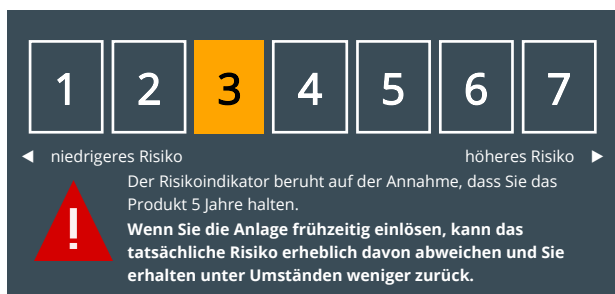 1 2 3 4 5 6 7
niedrigeres Risiko höheres Risiko
Der Risikoindikator beruht auf der Annahme, dass Sie das
Produkt 5 Jahre halten.
Wenn Sie die Anlage frühzeitig einlösen, kann das
tatsächliche Risiko erheblich davon abweichen und Sie
erhalten unter Umständen weniger zurück.